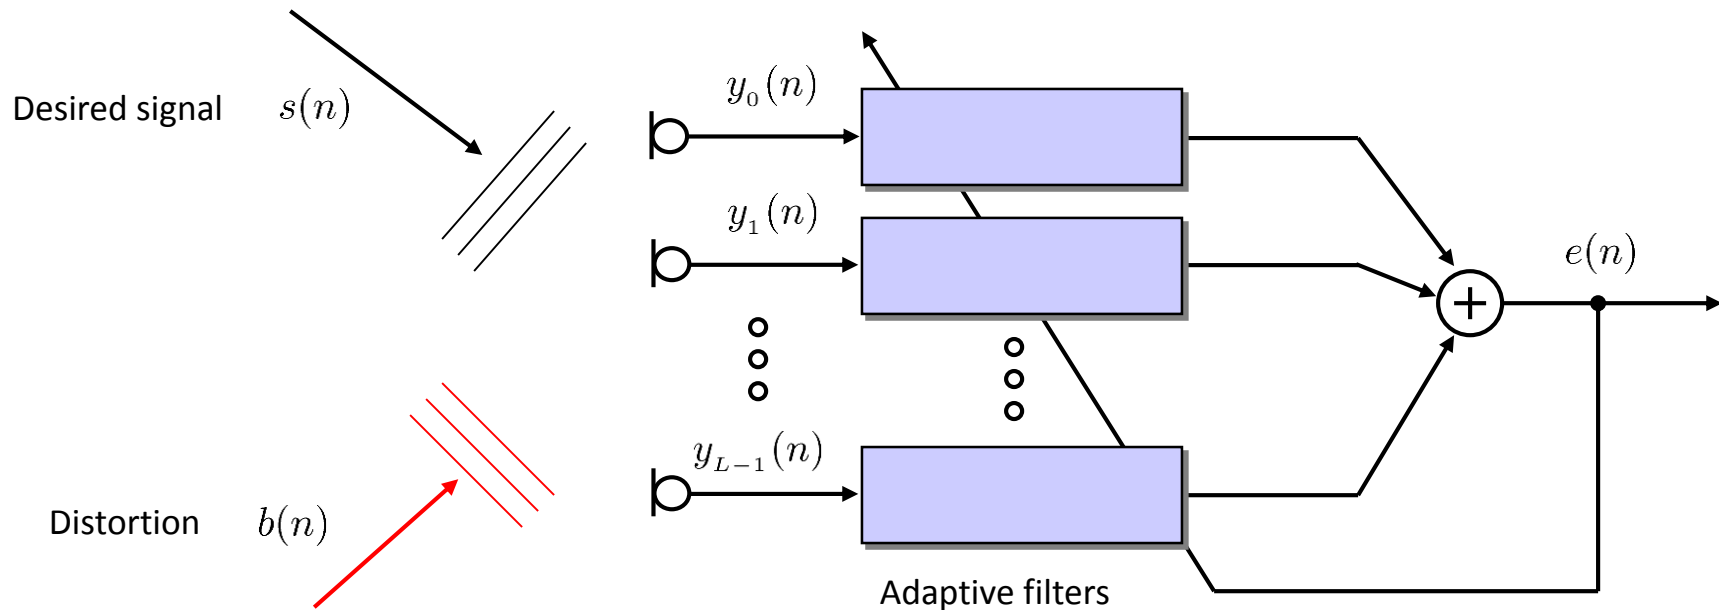 y₀(n)
Desired signal s(n)
y₁(n)
e(n)
+
y_{L−1}(n)
Distortion b(n)
Adaptive filters